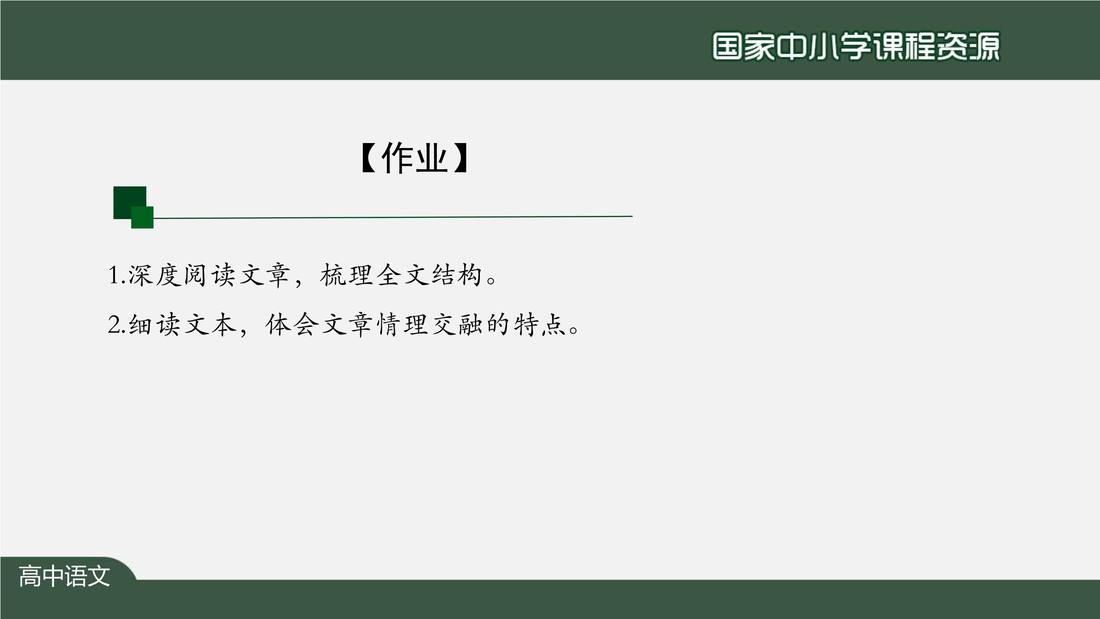 国家中小学课程资源
【作业】
1.深度阅读文章，梳理全文结构。
2.细读文本，体会文章情理交融的特点。
高中语文